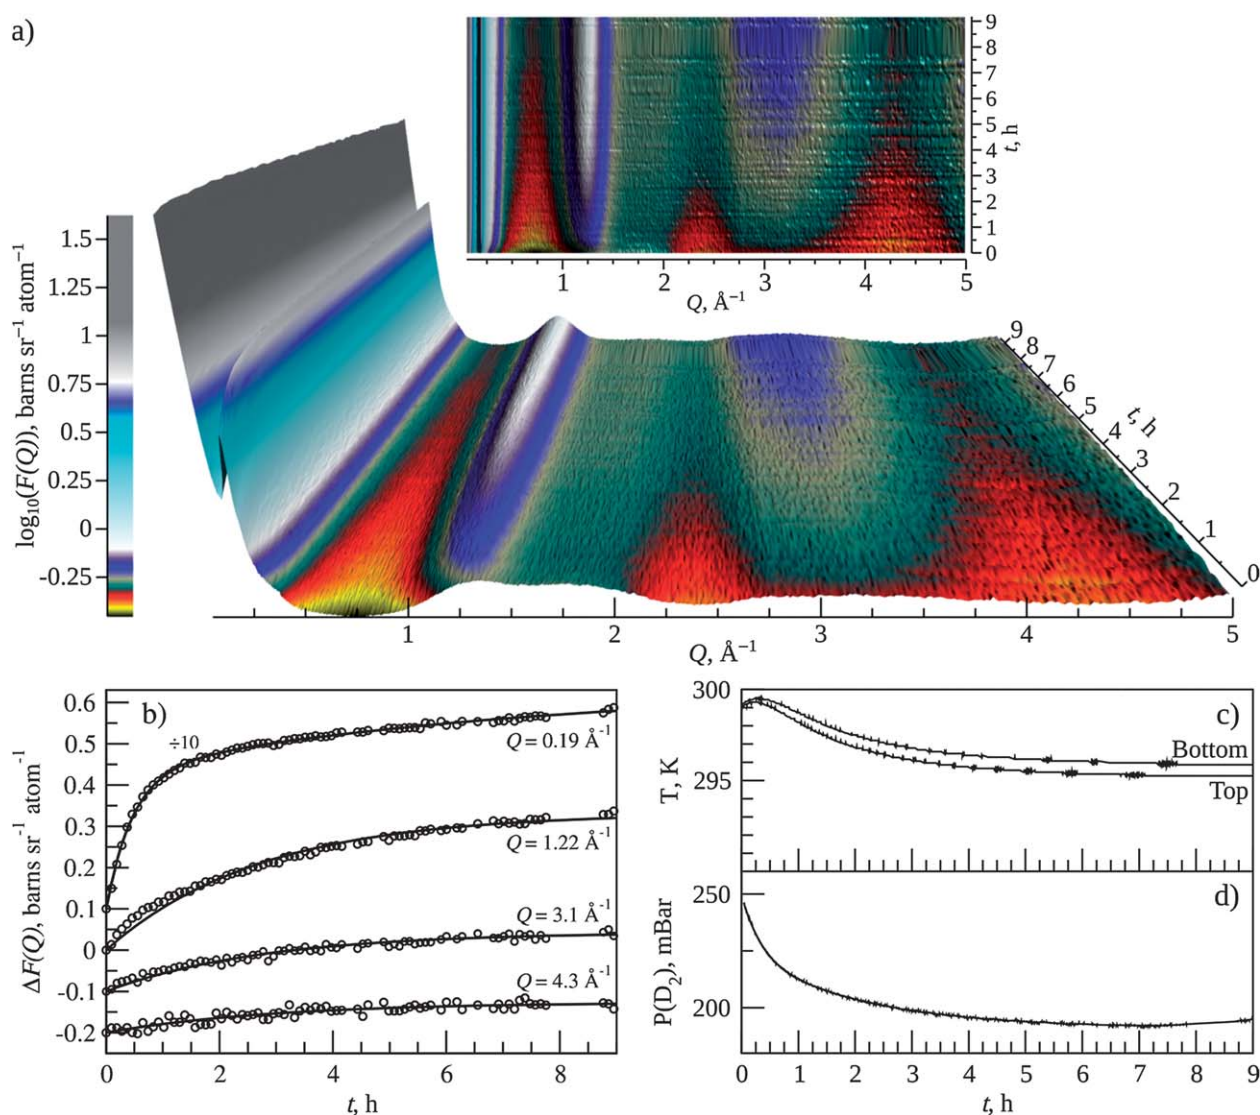 a)
9
8
7
6
5
4
3
2
1
0
t, h
1 2 3 4 5
Q, Å⁻¹
log₁₀(F(Q)), barns sr⁻¹ atom⁻¹
1.5
1.25
1
0.75
0.5
0.25
0
-0.25
9
8
7
6
5
4
3
2
1
0
t, h
1 2 3 4 5
Q, Å⁻¹
b)
ΔF(Q), barns sr⁻¹ atom⁻¹
0.6
0.5
0.4
0.3
0.2
0.1
0
-0.1
-0.2
÷10
Q = 0.19 Å⁻¹
Q = 1.22 Å⁻¹
Q = 3.1 Å⁻¹
Q = 4.3 Å⁻¹
0 2 4 6 8
t, h
c)
T, K
300
295
Bottom
Top
d)
P(D₂), mBar
250
200
0 1 2 3 4 5 6 7 8 9
t, h